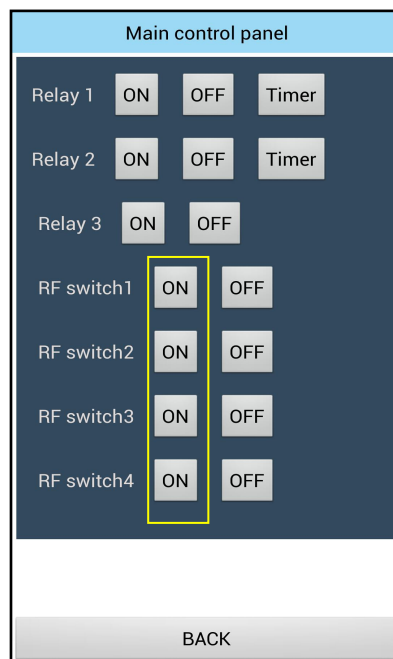 Main control panel
Relay 1 ON OFF Timer
Relay 2 ON OFF Timer
Relay 3 ON OFF
RF switch1 ON OFF
RF switch2 ON OFF
RF switch3 ON OFF
RF switch4 ON OFF
BACK